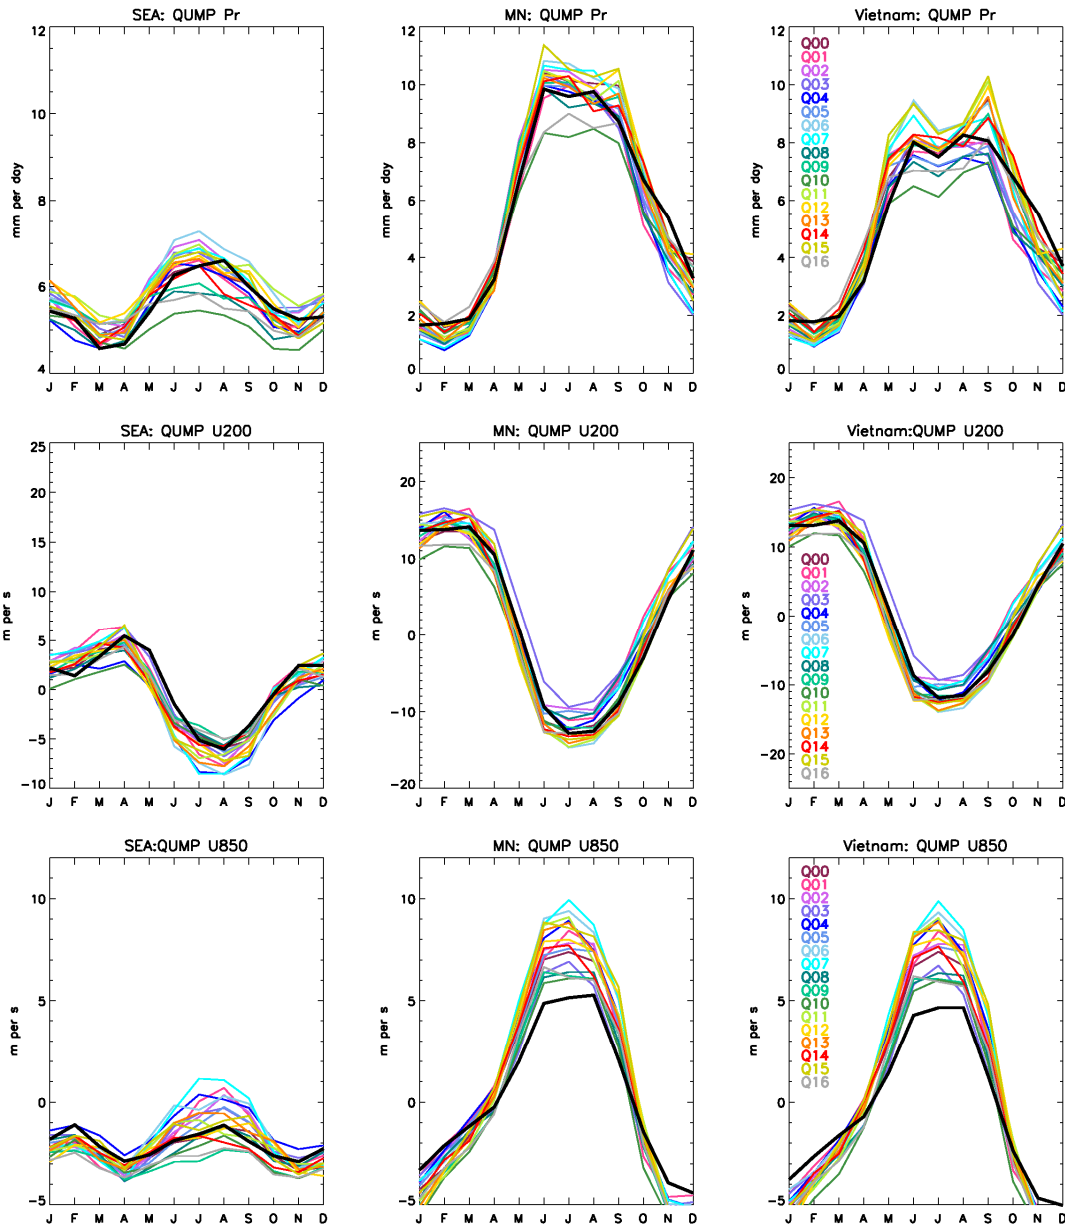 SEA: QUMP Pr
12
10
8
6
4
mm per day
J F M A M J J A S O N D
MN: QUMP Pr
12
10
8
6
4
2
0
mm per day
J F M A M J J A S O N D
Vietnam: QUMP Pr
12
10
8
6
4
2
0
mm per day
Q00
Q01
Q02
Q03
Q04
Q05
Q06
Q07
Q08
Q09
Q10
Q11
Q12
Q13
Q14
Q15
Q16
J F M A M J J A S O N D
SEA: QUMP U200
25
20
15
10
5
0
-5
-10
m per s
J F M A M J J A S O N D
MN: QUMP U200
20
10
0
-10
-20
m per s
J F M A M J J A S O N D
Vietnam:QUMP U200
20
10
0
-10
-20
m per s
Q00
Q01
Q02
Q03
Q04
Q05
Q06
Q07
Q08
Q09
Q10
Q11
Q12
Q13
Q14
Q15
Q16
J F M A M J J A S O N D
SEA:QUMP U850
10
5
0
-5
m per s
J F M A M J J A S O N D
MN: QUMP U850
10
5
0
-5
m per s
J F M A M J J A S O N D
Vietnam: QUMP U850
10
5
0
-5
m per s
Q00
Q01
Q02
Q03
Q04
Q05
Q06
Q07
Q08
Q09
Q10
Q11
Q12
Q13
Q14
Q15
Q16
J F M A M J J A S O N D